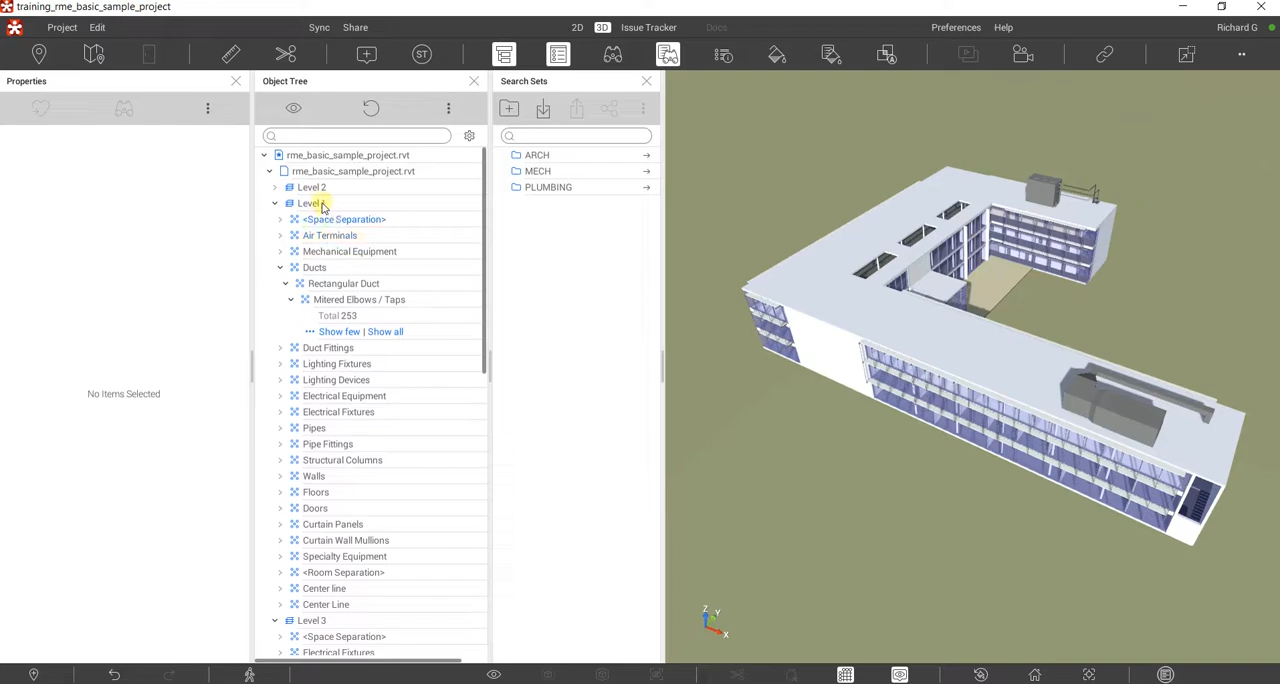 training_rme_basic_sample_project
Project Edit Sync Share 2D 3D Issue Tracker Docs Preferences Help Richard G
ST
Properties
Object Tree
Search Sets
No Items Selected
rme_basic_sample_project.rvt
rme_basic_sample_project.rvt
Level 2
Level
<Space Separation>
Air Terminals
Mechanical Equipment
Ducts
Rectangular Duct
Mitered Elbows / Taps
Total 253
Show few | Show all
Duct Fittings
Lighting Fixtures
Lighting Devices
Electrical Equipment
Electrical Fixtures
Pipes
Pipe Fittings
Structural Columns
Walls
Floors
Doors
Curtain Panels
Curtain Wall Mullions
Specialty Equipment
<Room Separation>
Center line
Center Line
Level 3
<Space Separation>
Electrical Fixtures
ARCH
MECH
PLUMBING
Z
Y
X